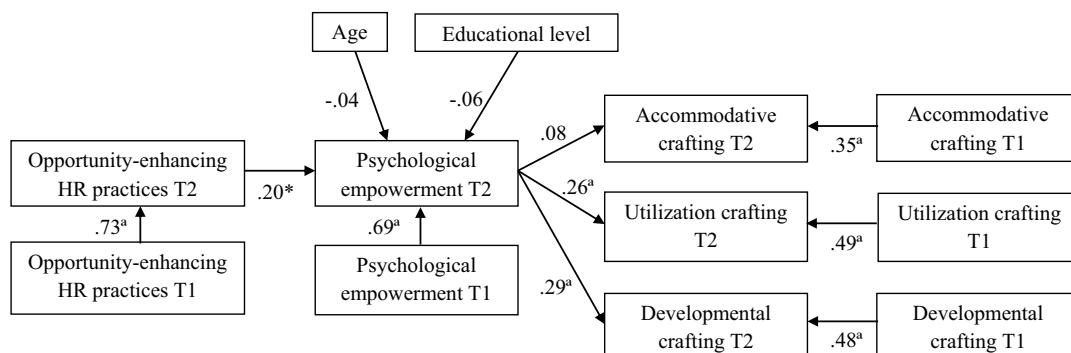 Age
Educational level
-.04
-.06
Opportunity-enhancing
HR practices T2
.20*
Psychological
empowerment T2
.08
.26ª
.29ª
Accommodative
crafting T2
.35ª
Accommodative
crafting T1
Utilization crafting
T2
.49ª
Utilization crafting
T1
.73ª
.69ª
Opportunity-enhancing
HR practices T1
Psychological
empowerment T1
Developmental
crafting T2
.48ª
Developmental
crafting T1